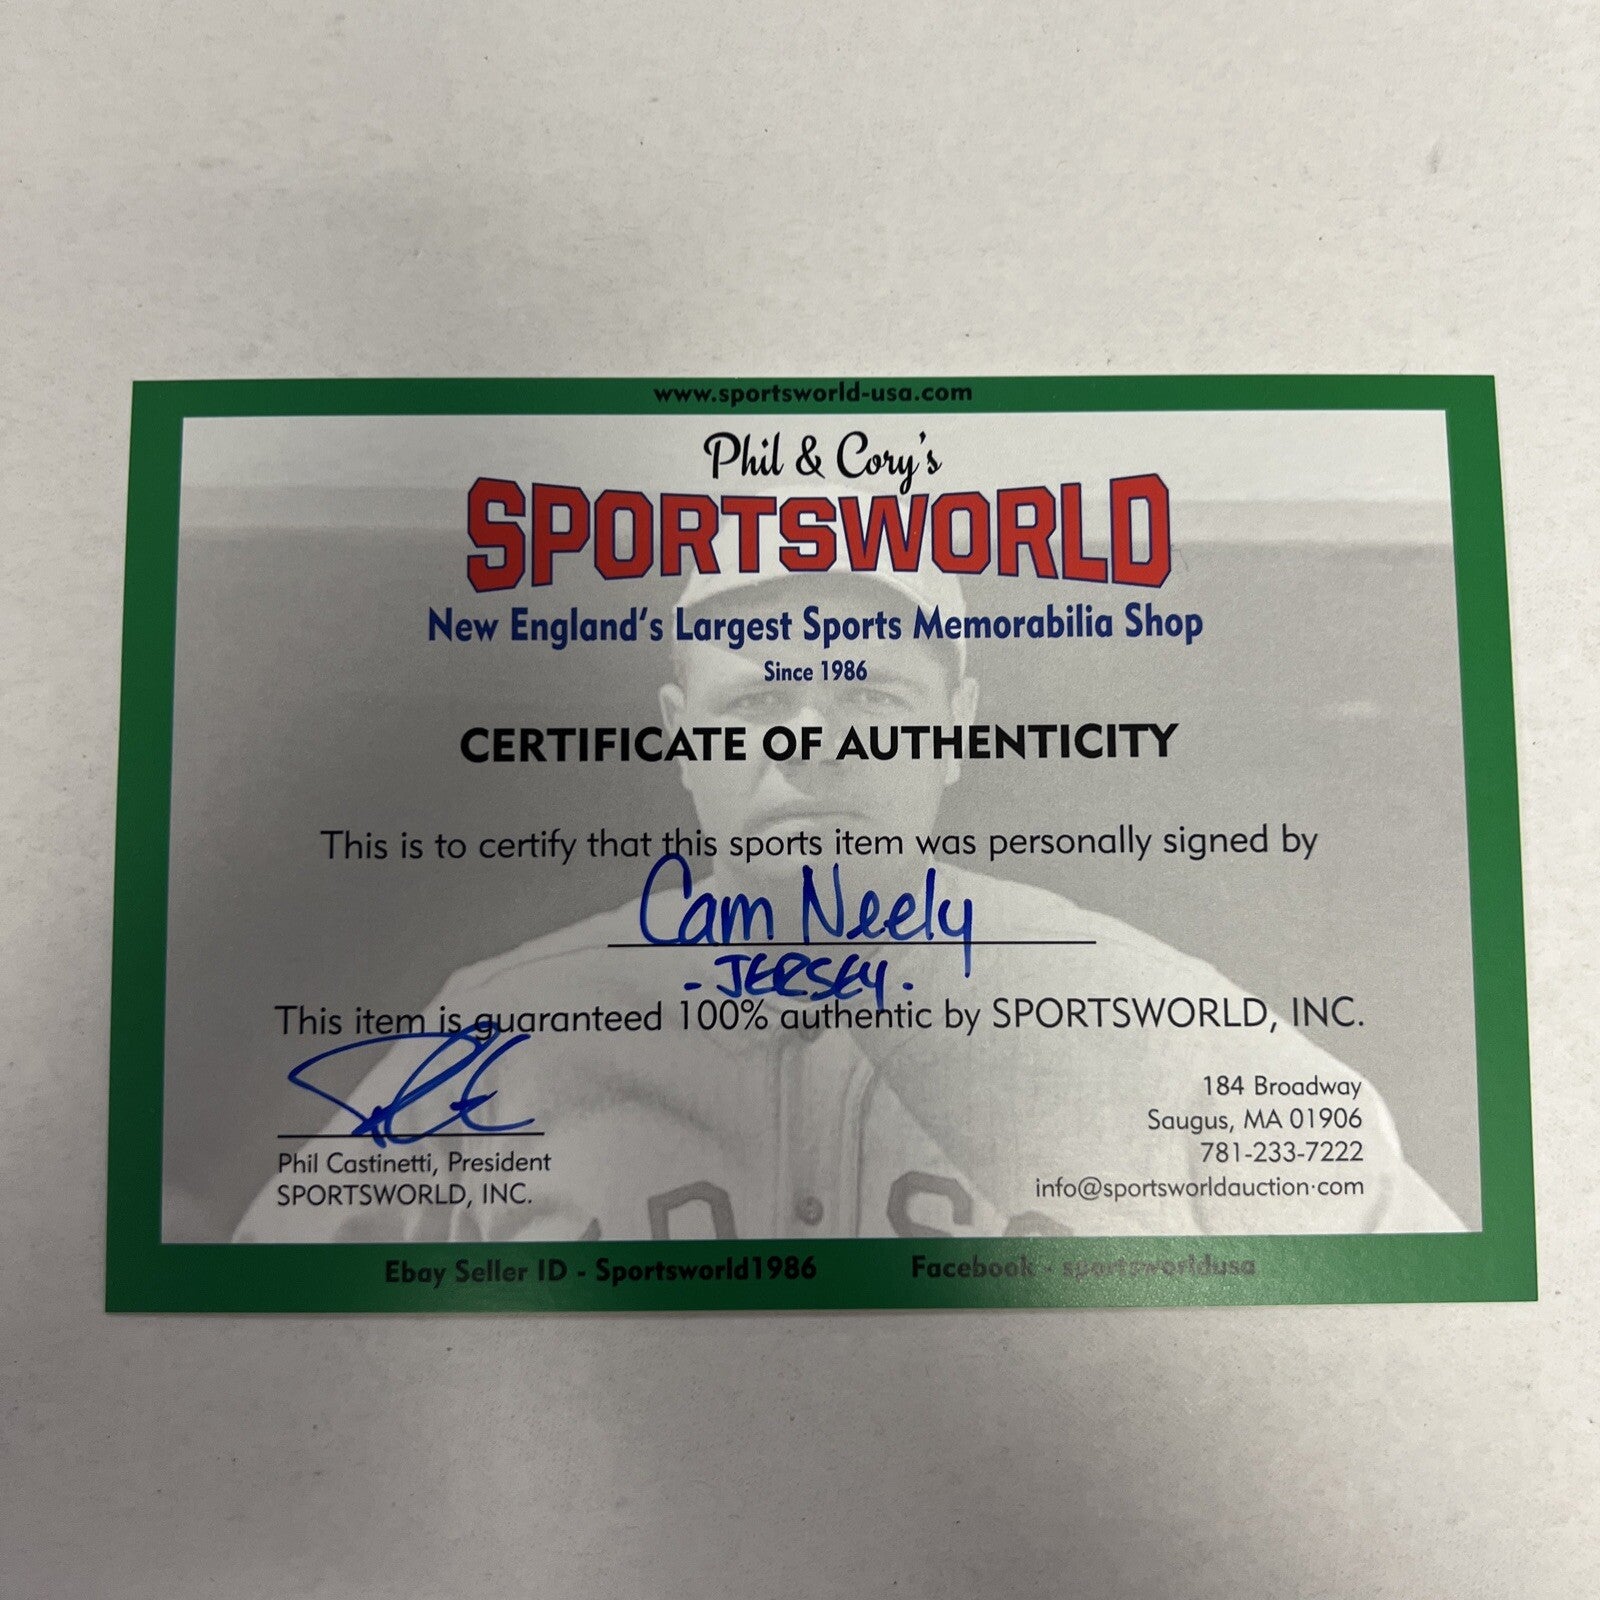 www.sportsworld-usa.com
Phil & Cory's
SPORTSWORLD
New England's Largest Sports Memorabilia Shop
Since 1986
CERTIFICATE OF AUTHENTICITY
This is to certify that this sports item was personally signed by
Cam Neely
- JERSEY -
This item is guaranteed 100% authentic by SPORTSWORLD, INC.
184 Broadway
Saugus, MA 01906
781-233-7222
info@sportsworldauction·com
Phil Castinetti, President
SPORTSWORLD, INC.
Ebay Seller ID - Sportsworld1986
Facebook - sportsworldusa